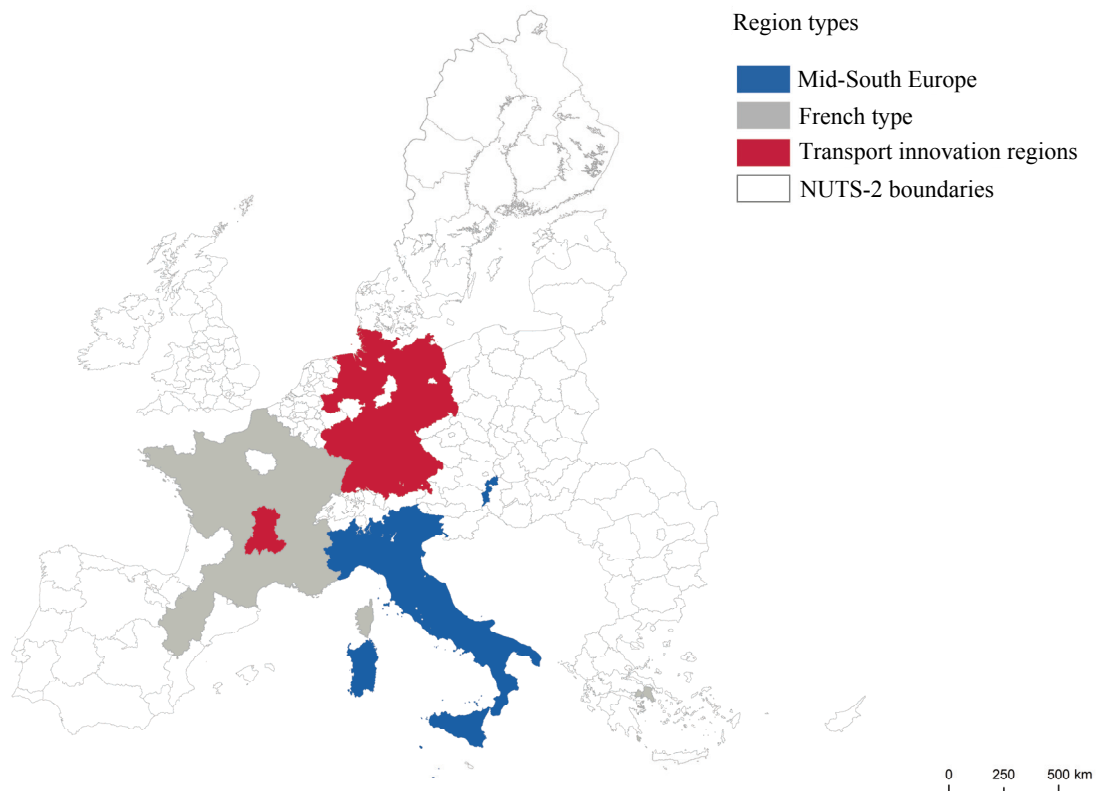 Region types
Mid-South Europe
French type
Transport innovation regions
NUTS-2 boundaries
0 250 500 km